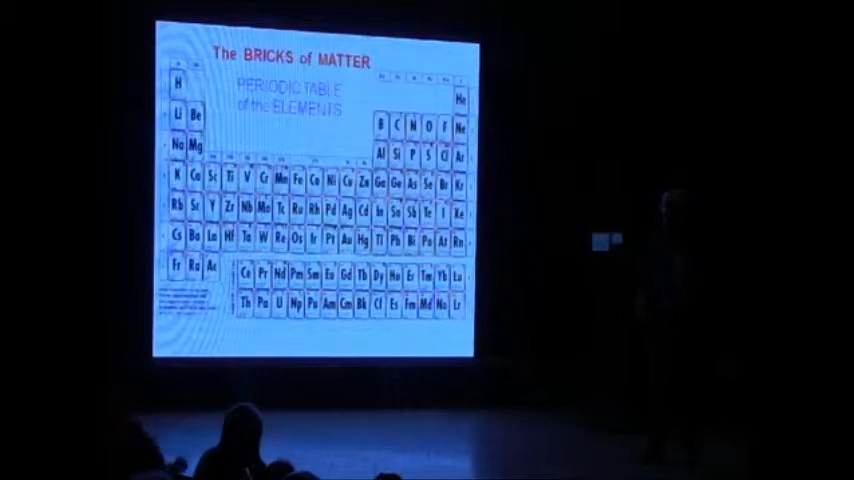 The BRICKS of MATTER
PERIODIC TABLE
of the ELEMENTS
H He
Li Be B C N O F Ne
Na Mg Al Si P S Cl Ar
K Ca Sc Ti V Cr Mn Fe Co Ni Cu Zn Ga Ge As Se Br Kr
Rb Sr Y Zr Nb Mo Tc Ru Rh Pd Ag Cd In Sn Sb Te I Xe
Cs Ba La Hf Ta W Re Os Ir Pt Au Hg Tl Pb Bi Po At Rn
Fr Ra Ac
Ce Pr Nd Pm Sm Eu Gd Tb Dy Ho Er Tm Yb Lu
Th Pa U Np Pu Am Cm Bk Cf Es Fm Md No Lr